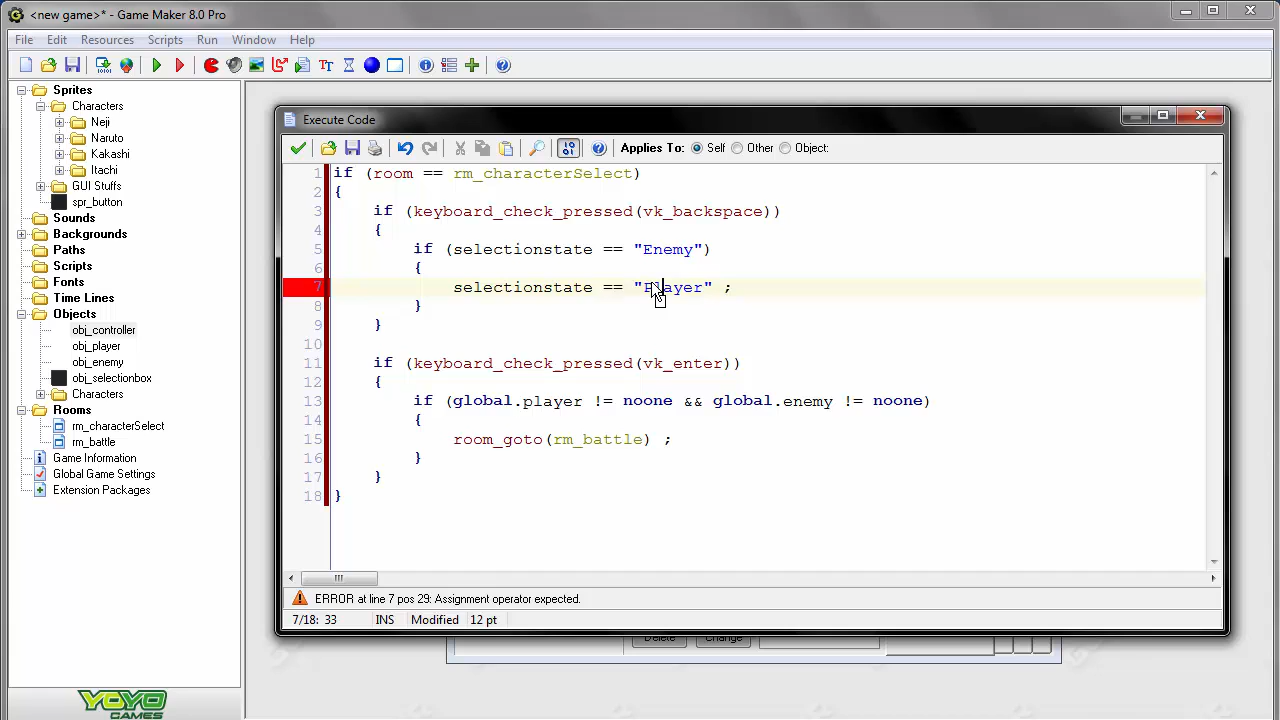 <new game>* - Game Maker 8.0 Pro
File Edit Resources Scripts Run Window Help
Sprites
Characters
Neji
Naruto
Kakashi
Itachi
GUI Stuffs
spr_button
Sounds
Backgrounds
Paths
Scripts
Fonts
Time Lines
Objects
obj_controller
obj_player
obj_enemy
obj_selectionbox
Characters
Rooms
rm_characterSelect
rm_battle
Game Information
Global Game Settings
Extension Packages
YOYO
GAMES
Execute Code
Applies To: Self Other Object:
1 if (room == rm_characterSelect)
2 {
3 if (keyboard_check_pressed(vk_backspace))
4 {
5 if (selectionstate == "Enemy")
6 {
7 selectionstate == "Player" ;
8 }
9 }
10
11 if (keyboard_check_pressed(vk_enter))
12 {
13 if (global.player != noone && global.enemy != noone)
14 {
15 room_goto(rm_battle) ;
16 }
17 }
18 }
ERROR at line 7 pos 29: Assignment operator expected.
7/18: 33 INS Modified 12 pt
Delete Change